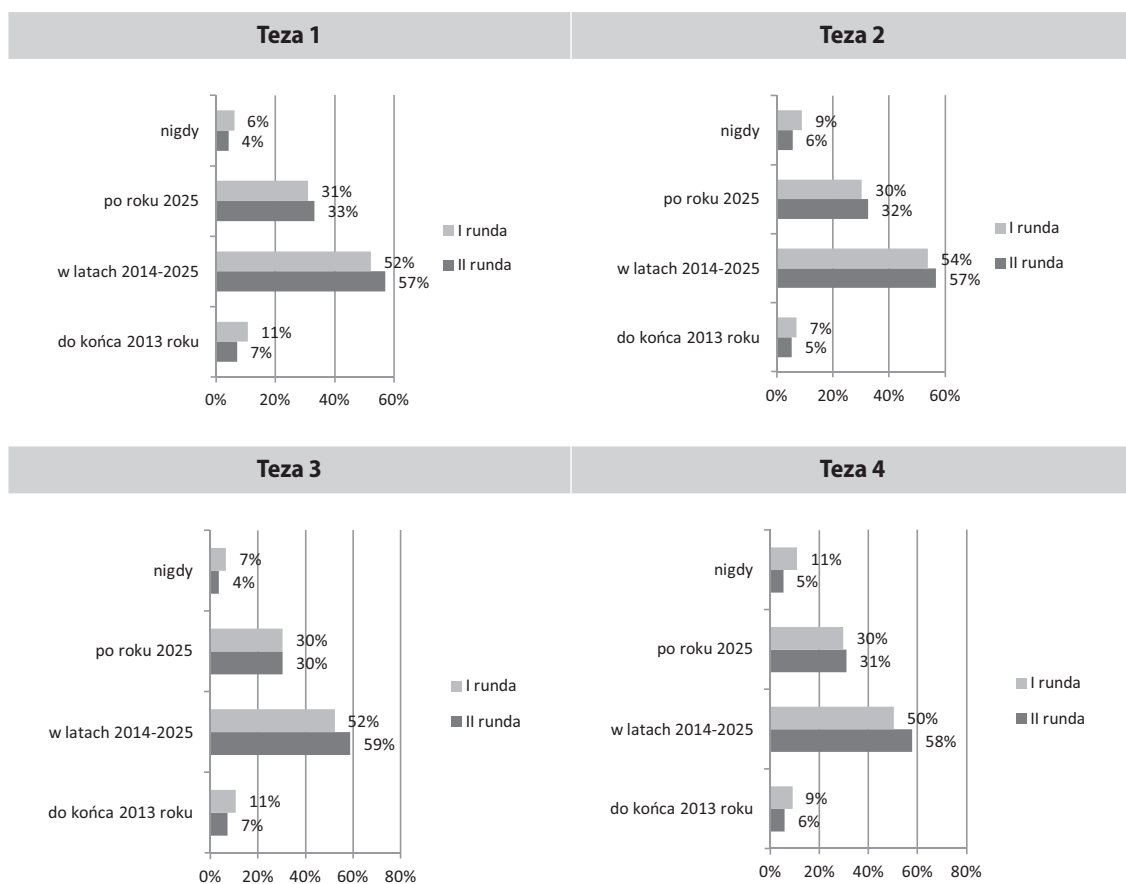 Teza 1
nigdy
6%
4%
po roku 2025
31%
33%
w latach 2014-2025
52%
57%
do końca 2013 roku
11%
7%
0% 20% 40% 60%
I runda
II runda
Teza 2
nigdy
9%
6%
po roku 2025
30%
32%
w latach 2014-2025
54%
57%
do końca 2013 roku
7%
5%
0% 20% 40% 60%
I runda
II runda
Teza 3
nigdy
7%
4%
po roku 2025
30%
30%
w latach 2014-2025
52%
59%
do końca 2013 roku
11%
7%
0% 20% 40% 60% 80%
I runda
II runda
Teza 4
nigdy
11%
5%
po roku 2025
30%
31%
w latach 2014-2025
50%
58%
do końca 2013 roku
9%
6%
0% 20% 40% 60% 80%
I runda
II runda